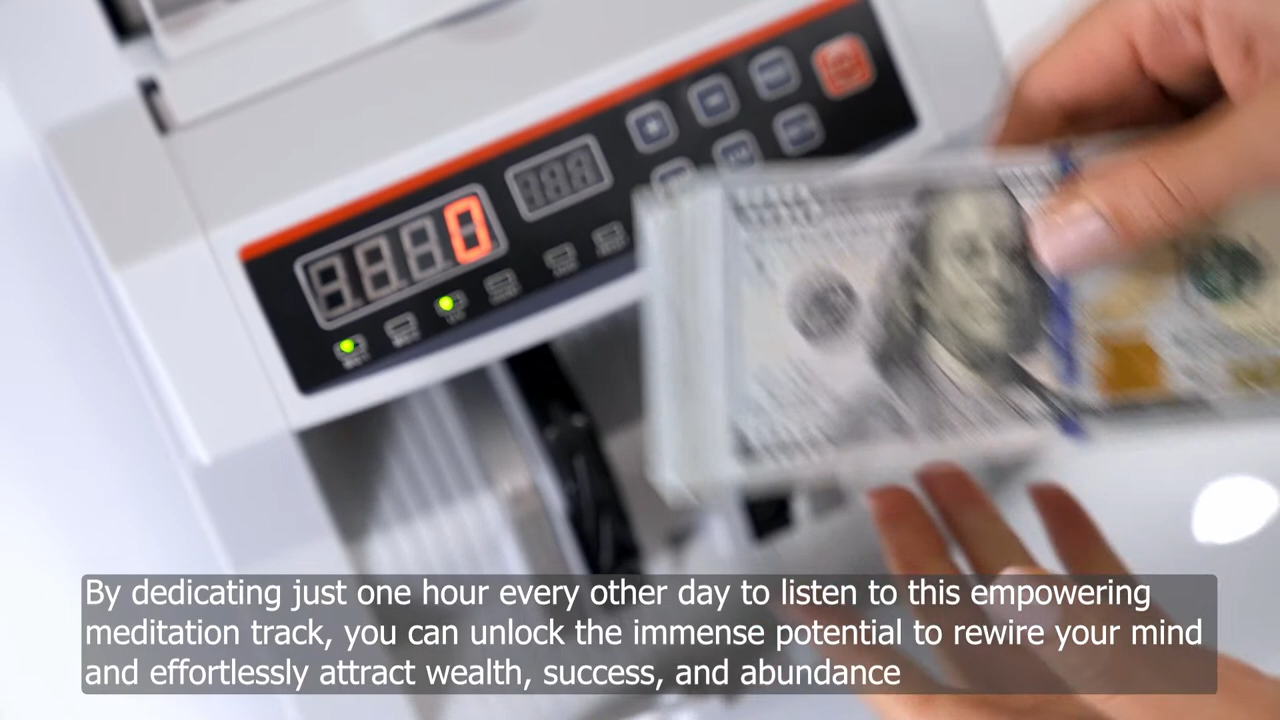 0
By dedicating just one hour every other day to listen to this empowering
meditation track, you can unlock the immense potential to rewire your mind
and effortlessly attract wealth, success, and abundance